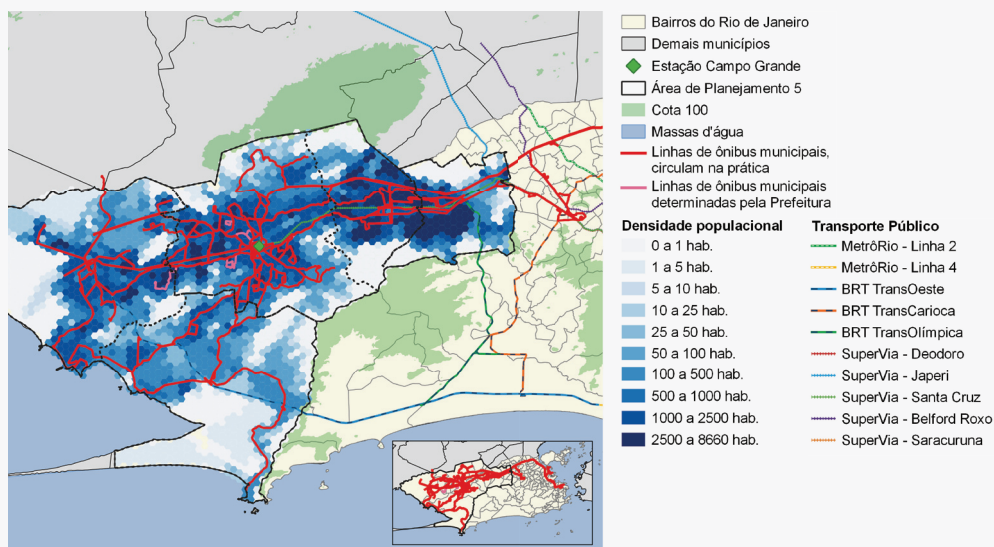 Bairros do Rio de Janeiro
Demais municípios
Estação Campo Grande
Área de Planejamento 5
Cota 100
Massas d'água
Linhas de ônibus municipais,
circulam na prática
Linhas de ônibus municipais
determinadas pela Prefeitura
Densidade populacional
0 a 1 hab.
1 a 5 hab.
5 a 10 hab.
10 a 25 hab.
25 a 50 hab.
50 a 100 hab.
100 a 500 hab.
500 a 1000 hab.
1000 a 2500 hab.
2500 a 8660 hab.
Transporte Público
MetrôRio - Linha 2
MetrôRio - Linha 4
BRT TransOeste
BRT TransCarioca
BRT TransOlímpica
SuperVia - Deodoro
SuperVia - Japeri
SuperVia - Santa Cruz
SuperVia - Belford Roxo
SuperVia - Saracuruna